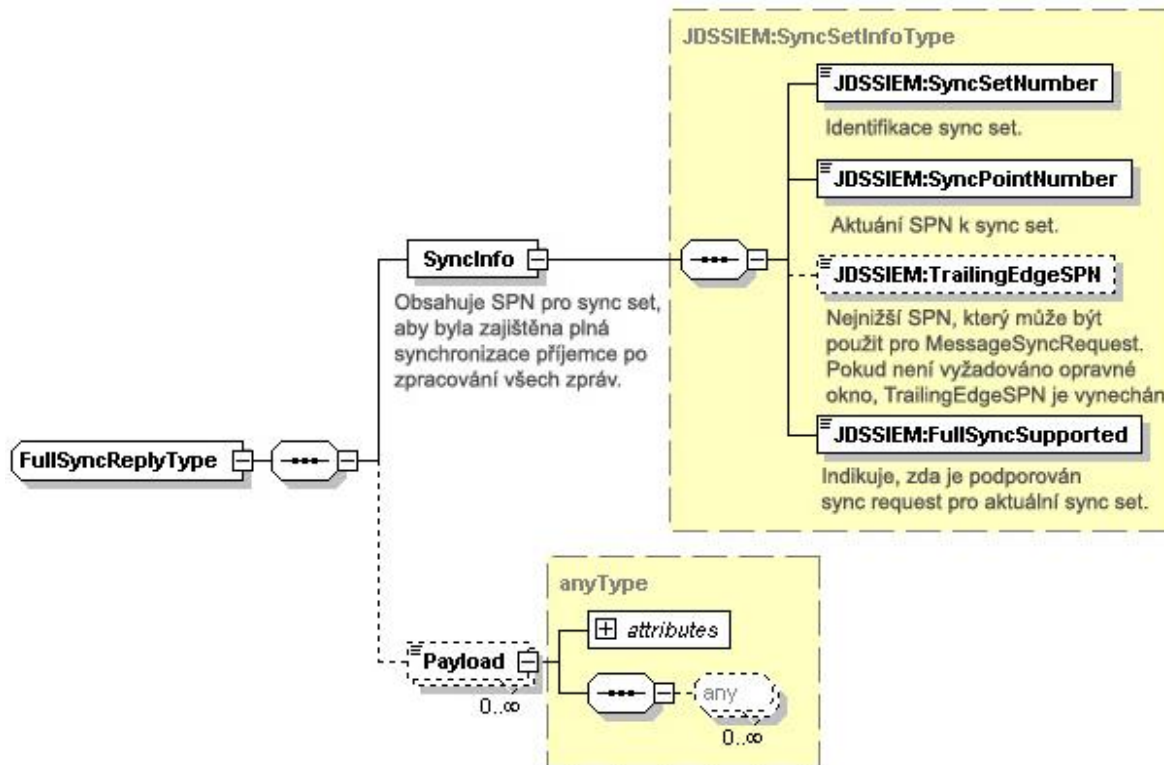 JDSSIEM:SyncSetInfoType
JDSSIEM:SyncSetNumber
Identifikace sync set.
JDSSIEM:SyncPointNumber
Aktuání SPN k sync set.
SyncInfo
Obsahuje SPN pro sync set,
aby byla zajištěna plná
synchronizace příjemce po
zpracování všech zpráv.
JDSSIEM:TrailingEdgeSPN
Nejnižší SPN, který může být
použit pro MessageSyncRequest.
Pokud není vyžadováno opravné
okno, TrailingEdgeSPN je vynechán
JDSSIEM:FullSyncSupported
Indikuje, zda je podporován
sync request pro aktuální sync set.
FullSyncReplyType
anyType
attributes
Payload
0..∞
any
0..∞